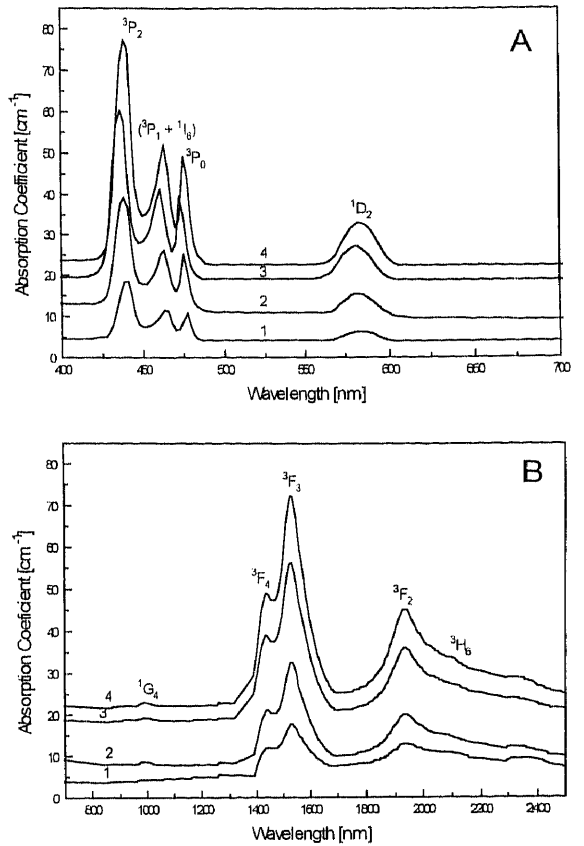 A
³P₂
(³P₁ + ¹I₆)
³P₀
¹D₂
4
3
2
1
80
70
60
50
40
30
20
10
0
Absorption Coefficient [cm⁻¹]
400 450 500 550 600 650 700
Wavelength [nm]
B
³F₃
³F₄
³F₂
³H₆
¹G₄
4
3
2
1
80
70
60
50
40
30
20
10
0
Absorption Coefficient [cm⁻¹]
800 1000 1200 1400 1600 1800 2000 2200 2400
Wavelength [nm]